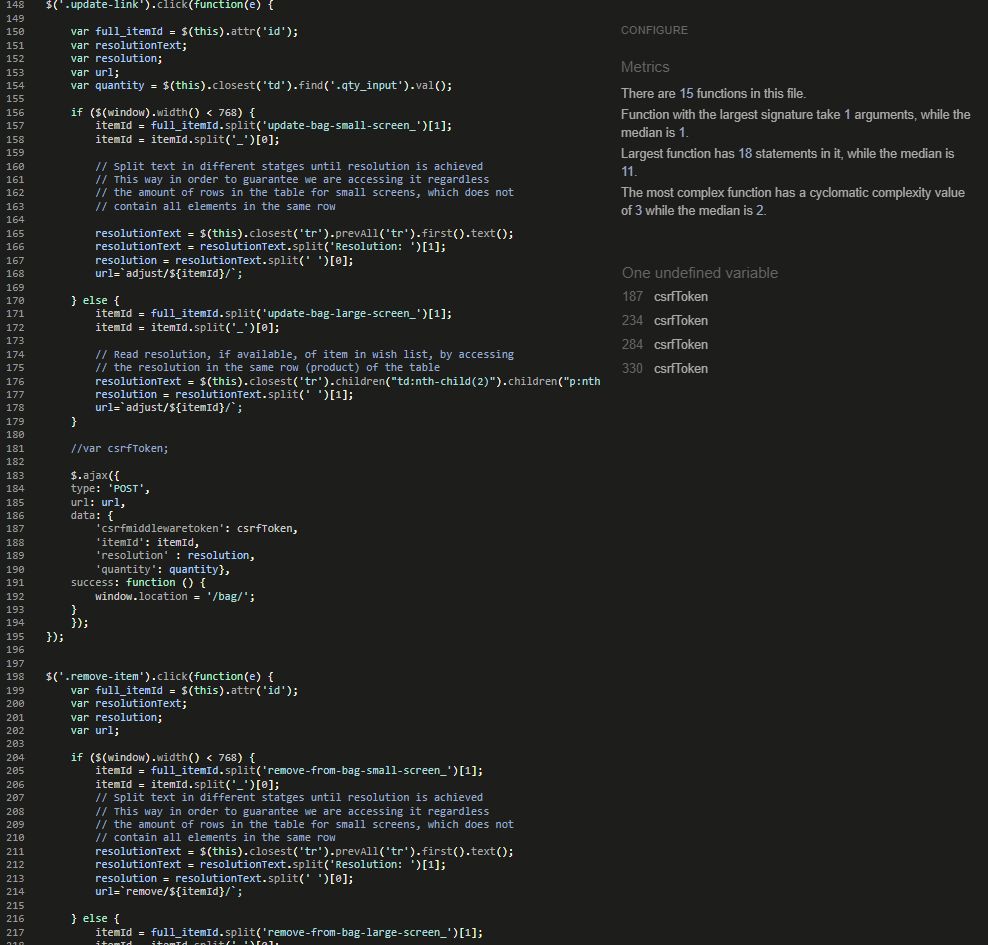 148 $('.update-link').click(function(e) {
149
150 var full_itemId = $(this).attr('id');
151 var resolutionText;
152 var resolution;
153 var url;
154 var quantity = $(this).closest('td').find('.qty_input').val();
155
156 if ($(window).width() < 768) {
157 itemId = full_itemId.split('update-bag-small-screen_')[1];
158 itemId = itemId.split('_')[0];
159
160 // Split text in different statges until resolution is achieved
161 // This way in order to guarantee we are accessing it regardless
162 // the amount of rows in the table for small screens, which does not
163 // contain all elements in the same row
164
165 resolutionText = $(this).closest('tr').prevAll('tr').first().text();
166 resolutionText = resolutionText.split('Resolution: ')[1];
167 resolution = resolutionText.split(' ')[0];
168 url=`adjust/${itemId}/`;
169
170 } else {
171 itemId = full_itemId.split('update-bag-large-screen_')[1];
172 itemId = itemId.split('_')[0];
173
174 // Read resolution, if available, of item in wish list, by accessing
175 // the resolution in the same row (product) of the table
176 resolutionText = $(this).closest('tr').children("td:nth-child(2)").children("p:nth
177 resolution = resolutionText.split(' ')[1];
178 url=`adjust/${itemId}/`;
179 }
180
181 //var csrfToken;
182
183 $.ajax({
184 type: 'POST',
185 url: url,
186 data: {
187 'csrfmiddlewaretoken': csrfToken,
188 'itemId': itemId,
189 'resolution' : resolution,
190 'quantity': quantity},
191 success: function () {
192 window.location = '/bag/';
193 }
194 });
195 });
196
197
198 $('.remove-item').click(function(e) {
199 var full_itemId = $(this).attr('id');
200 var resolutionText;
201 var resolution;
202 var url;
203
204 if ($(window).width() < 768) {
205 itemId = full_itemId.split('remove-from-bag-small-screen_')[1];
206 itemId = itemId.split('_')[0];
207 // Split text in different statges until resolution is achieved
208 // This way in order to guarantee we are accessing it regardless
209 // the amount of rows in the table for small screens, which does not
210 // contain all elements in the same row
211 resolutionText = $(this).closest('tr').prevAll('tr').first().text();
212 resolutionText = resolutionText.split('Resolution: ')[1];
213 resolution = resolutionText.split(' ')[0];
214 url=`remove/${itemId}/`;
215
216 } else {
217 itemId = full_itemId.split('remove-from-bag-large-screen_')[1];
218 itemId = itemId.split('_')[0];
CONFIGURE
Metrics
There are 15 functions in this file.
Function with the largest signature take 1 arguments, while the
median is 1.
Largest function has 18 statements in it, while the median is
11.
The most complex function has a cyclomatic complexity value
of 3 while the median is 2.
One undefined variable
187 csrfToken
234 csrfToken
284 csrfToken
330 csrfToken